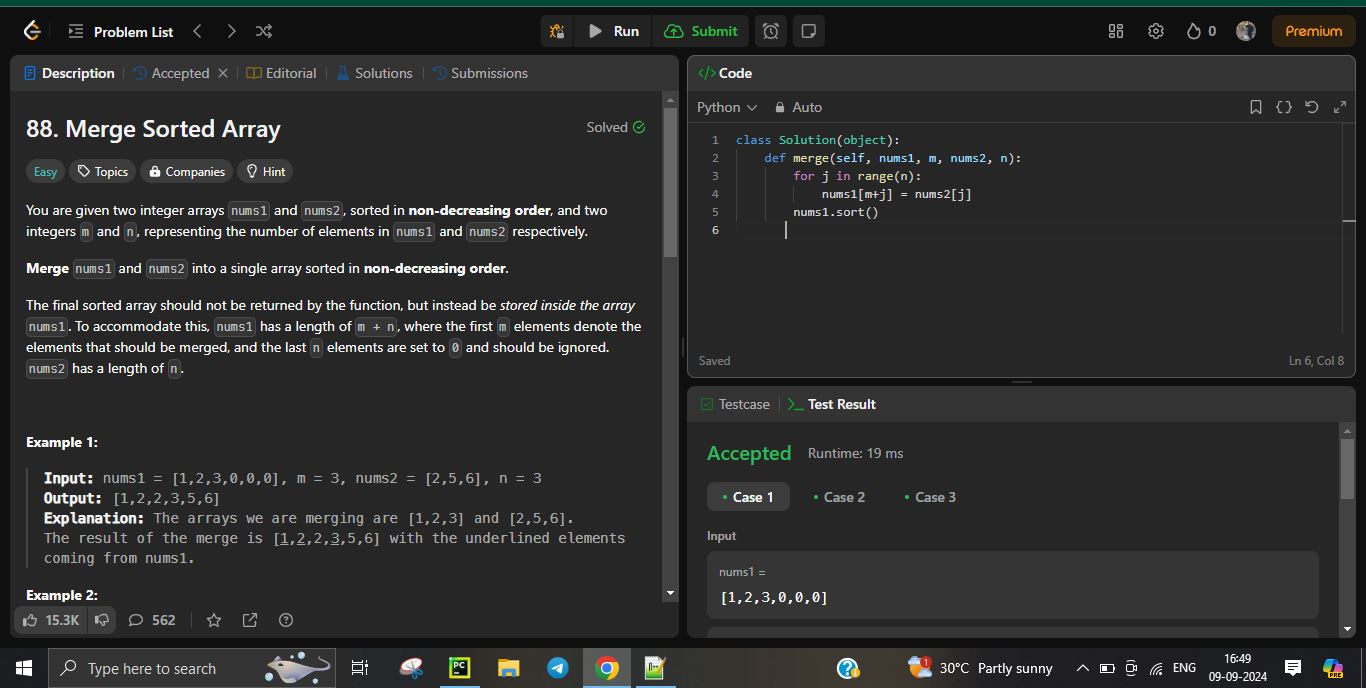 Problem List
Run
Submit
0
Premium
Description
Accepted
Editorial
Solutions
Submissions
88. Merge Sorted Array
Solved
Easy
Topics
Companies
Hint
You are given two integer arrays nums1 and nums2, sorted in non-decreasing order, and two
integers m and n, representing the number of elements in nums1 and nums2 respectively.
Merge nums1 and nums2 into a single array sorted in non-decreasing order.
The final sorted array should not be returned by the function, but instead be stored inside the array
nums1. To accommodate this, nums1 has a length of m + n, where the first m elements denote the
elements that should be merged, and the last n elements are set to 0 and should be ignored.
nums2 has a length of n.
Example 1:
Input: nums1 = [1,2,3,0,0,0], m = 3, nums2 = [2,5,6], n = 3
Output: [1,2,2,3,5,6]
Explanation: The arrays we are merging are [1,2,3] and [2,5,6].
The result of the merge is [1,2,2,3,5,6] with the underlined elements
coming from nums1.
Example 2:
15.3K
562
</> Code
Python
Auto
1 class Solution(object):
2 def merge(self, nums1, m, nums2, n):
3 for j in range(n):
4 nums1[m+j] = nums2[j]
5 nums1.sort()
6
Saved
Ln 6, Col 8
Testcase
>_ Test Result
Accepted
Runtime: 19 ms
• Case 1
• Case 2
• Case 3
Input
nums1 =
[1,2,3,0,0,0]
Type here to search
PC
1
30°C Partly sunny
ENG
16:49
09-09-2024
PRE